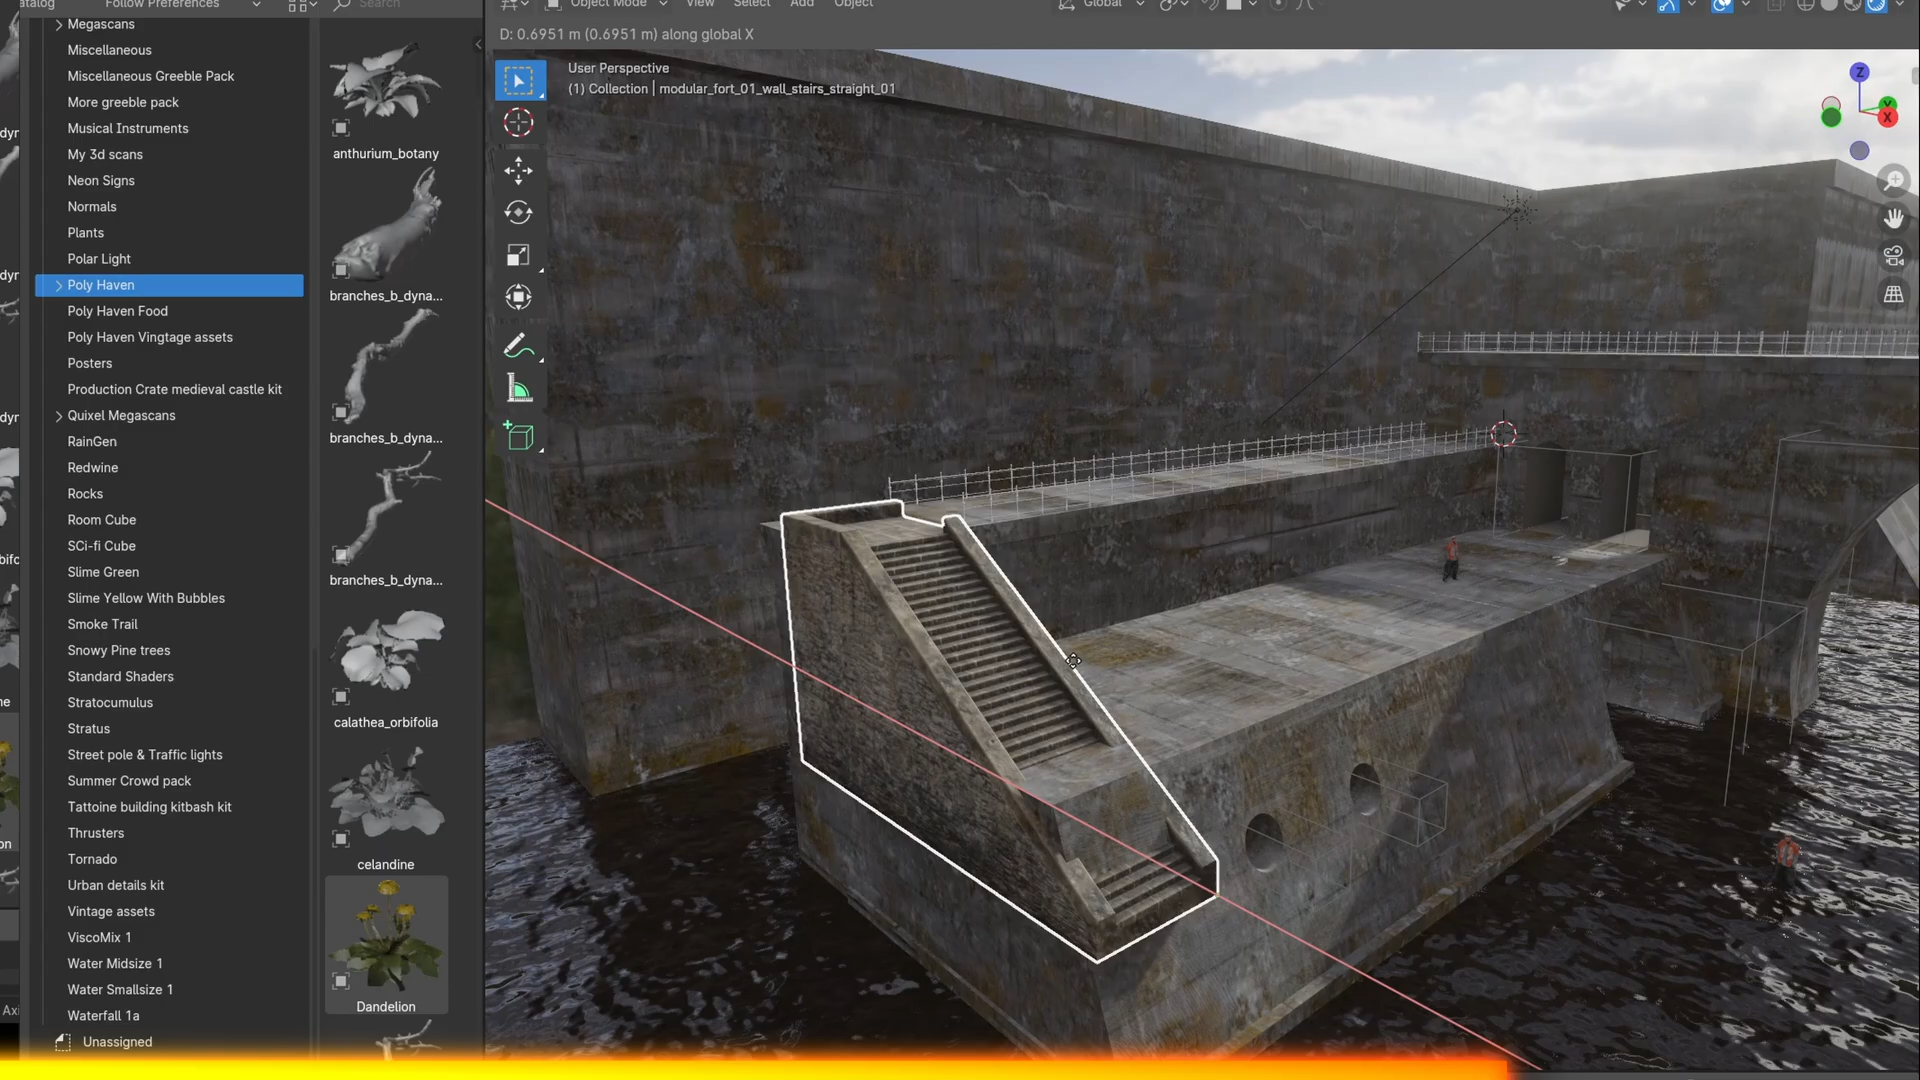 Catalog
Follow Preferences
Search
Megascans
Miscellaneous
Miscellaneous Greeble Pack
More greeble pack
Musical Instruments
My 3d scans
Neon Signs
Normals
Plants
Polar Light
Poly Haven
Poly Haven Food
Poly Haven Vingtage assets
Posters
Production Crate medieval castle kit
Quixel Megascans
RainGen
Redwine
Rocks
Room Cube
SCi-fi Cube
Slime Green
Slime Yellow With Bubbles
Smoke Trail
Snowy Pine trees
Standard Shaders
Stratocumulus
Stratus
Street pole & Traffic lights
Summer Crowd pack
Tattoine building kitbash kit
Thrusters
Tornado
Urban details kit
Vintage assets
ViscoMix 1
Water Midsize 1
Water Smallsize 1
Waterfall 1a
Unassigned
anthurium_botany
branches_b_dyna...
branches_b_dyna...
branches_b_dyna...
calathea_orbifolia
celandine
Dandelion
Object Mode
View
Select
Add
Object
Global
D: 0.6951 m (0.6951 m) along global X
User Perspective
(1) Collection | modular_fort_01_wall_stairs_straight_01
Z
Y
X